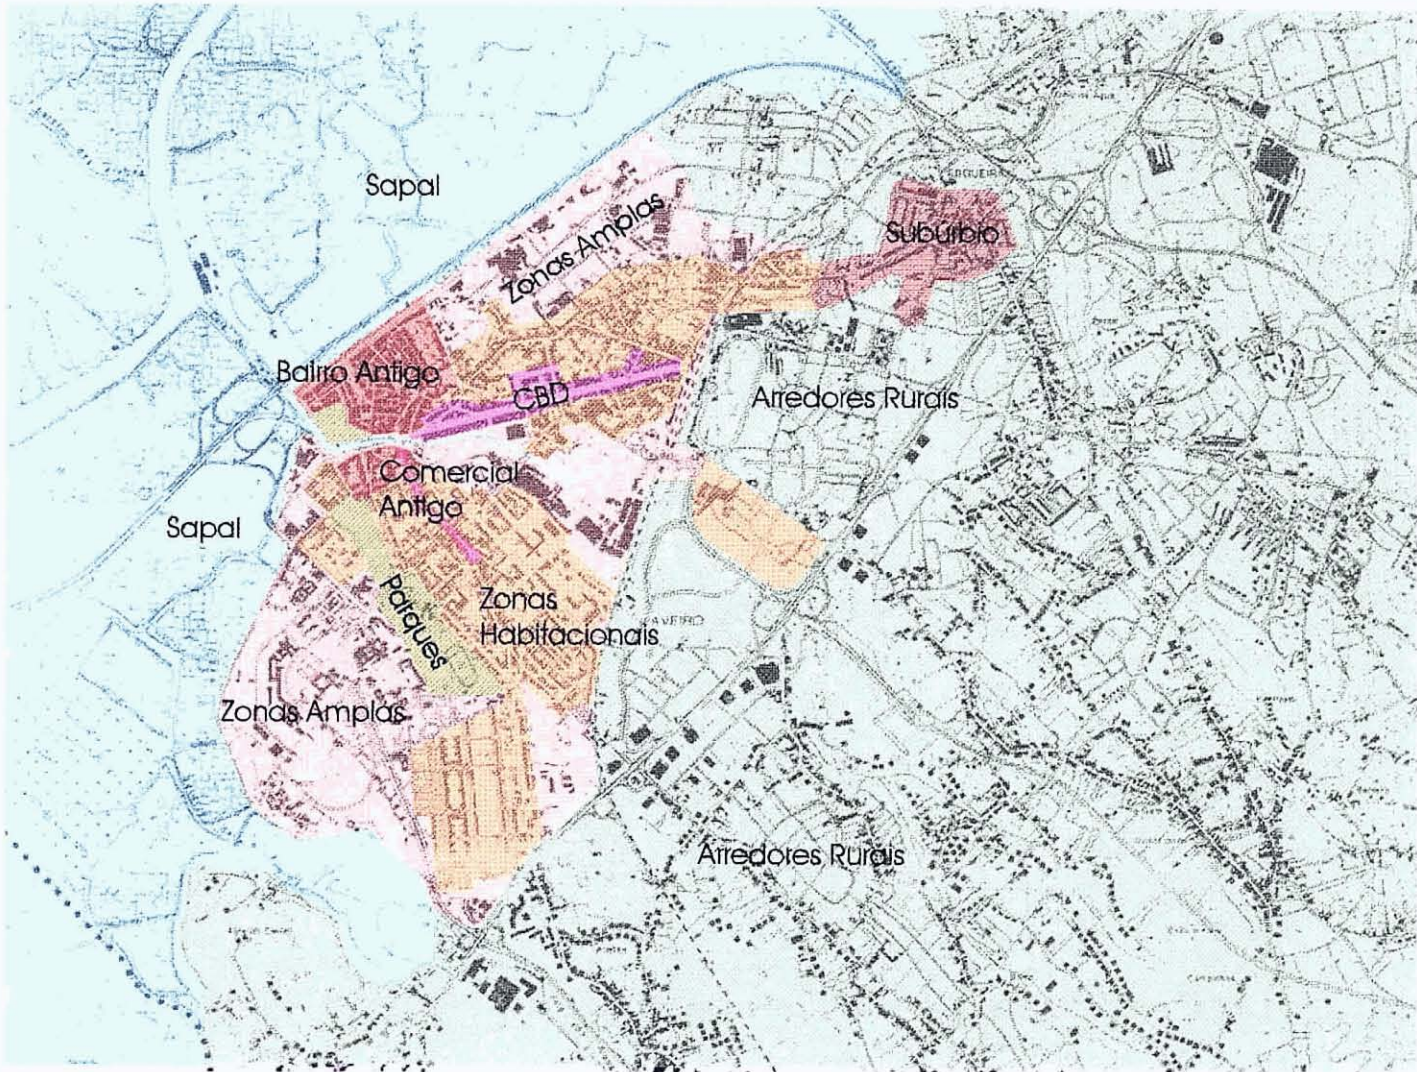 Sapal
Zonas Amplas
Subúrbio
Bairro Antigo
CBD
Arredores Rurais
Comercial
Antigo
Sapal
Parques
Zonas
Habitacionais
AVEIRO
Zonas Amplas
Arredores Rurais